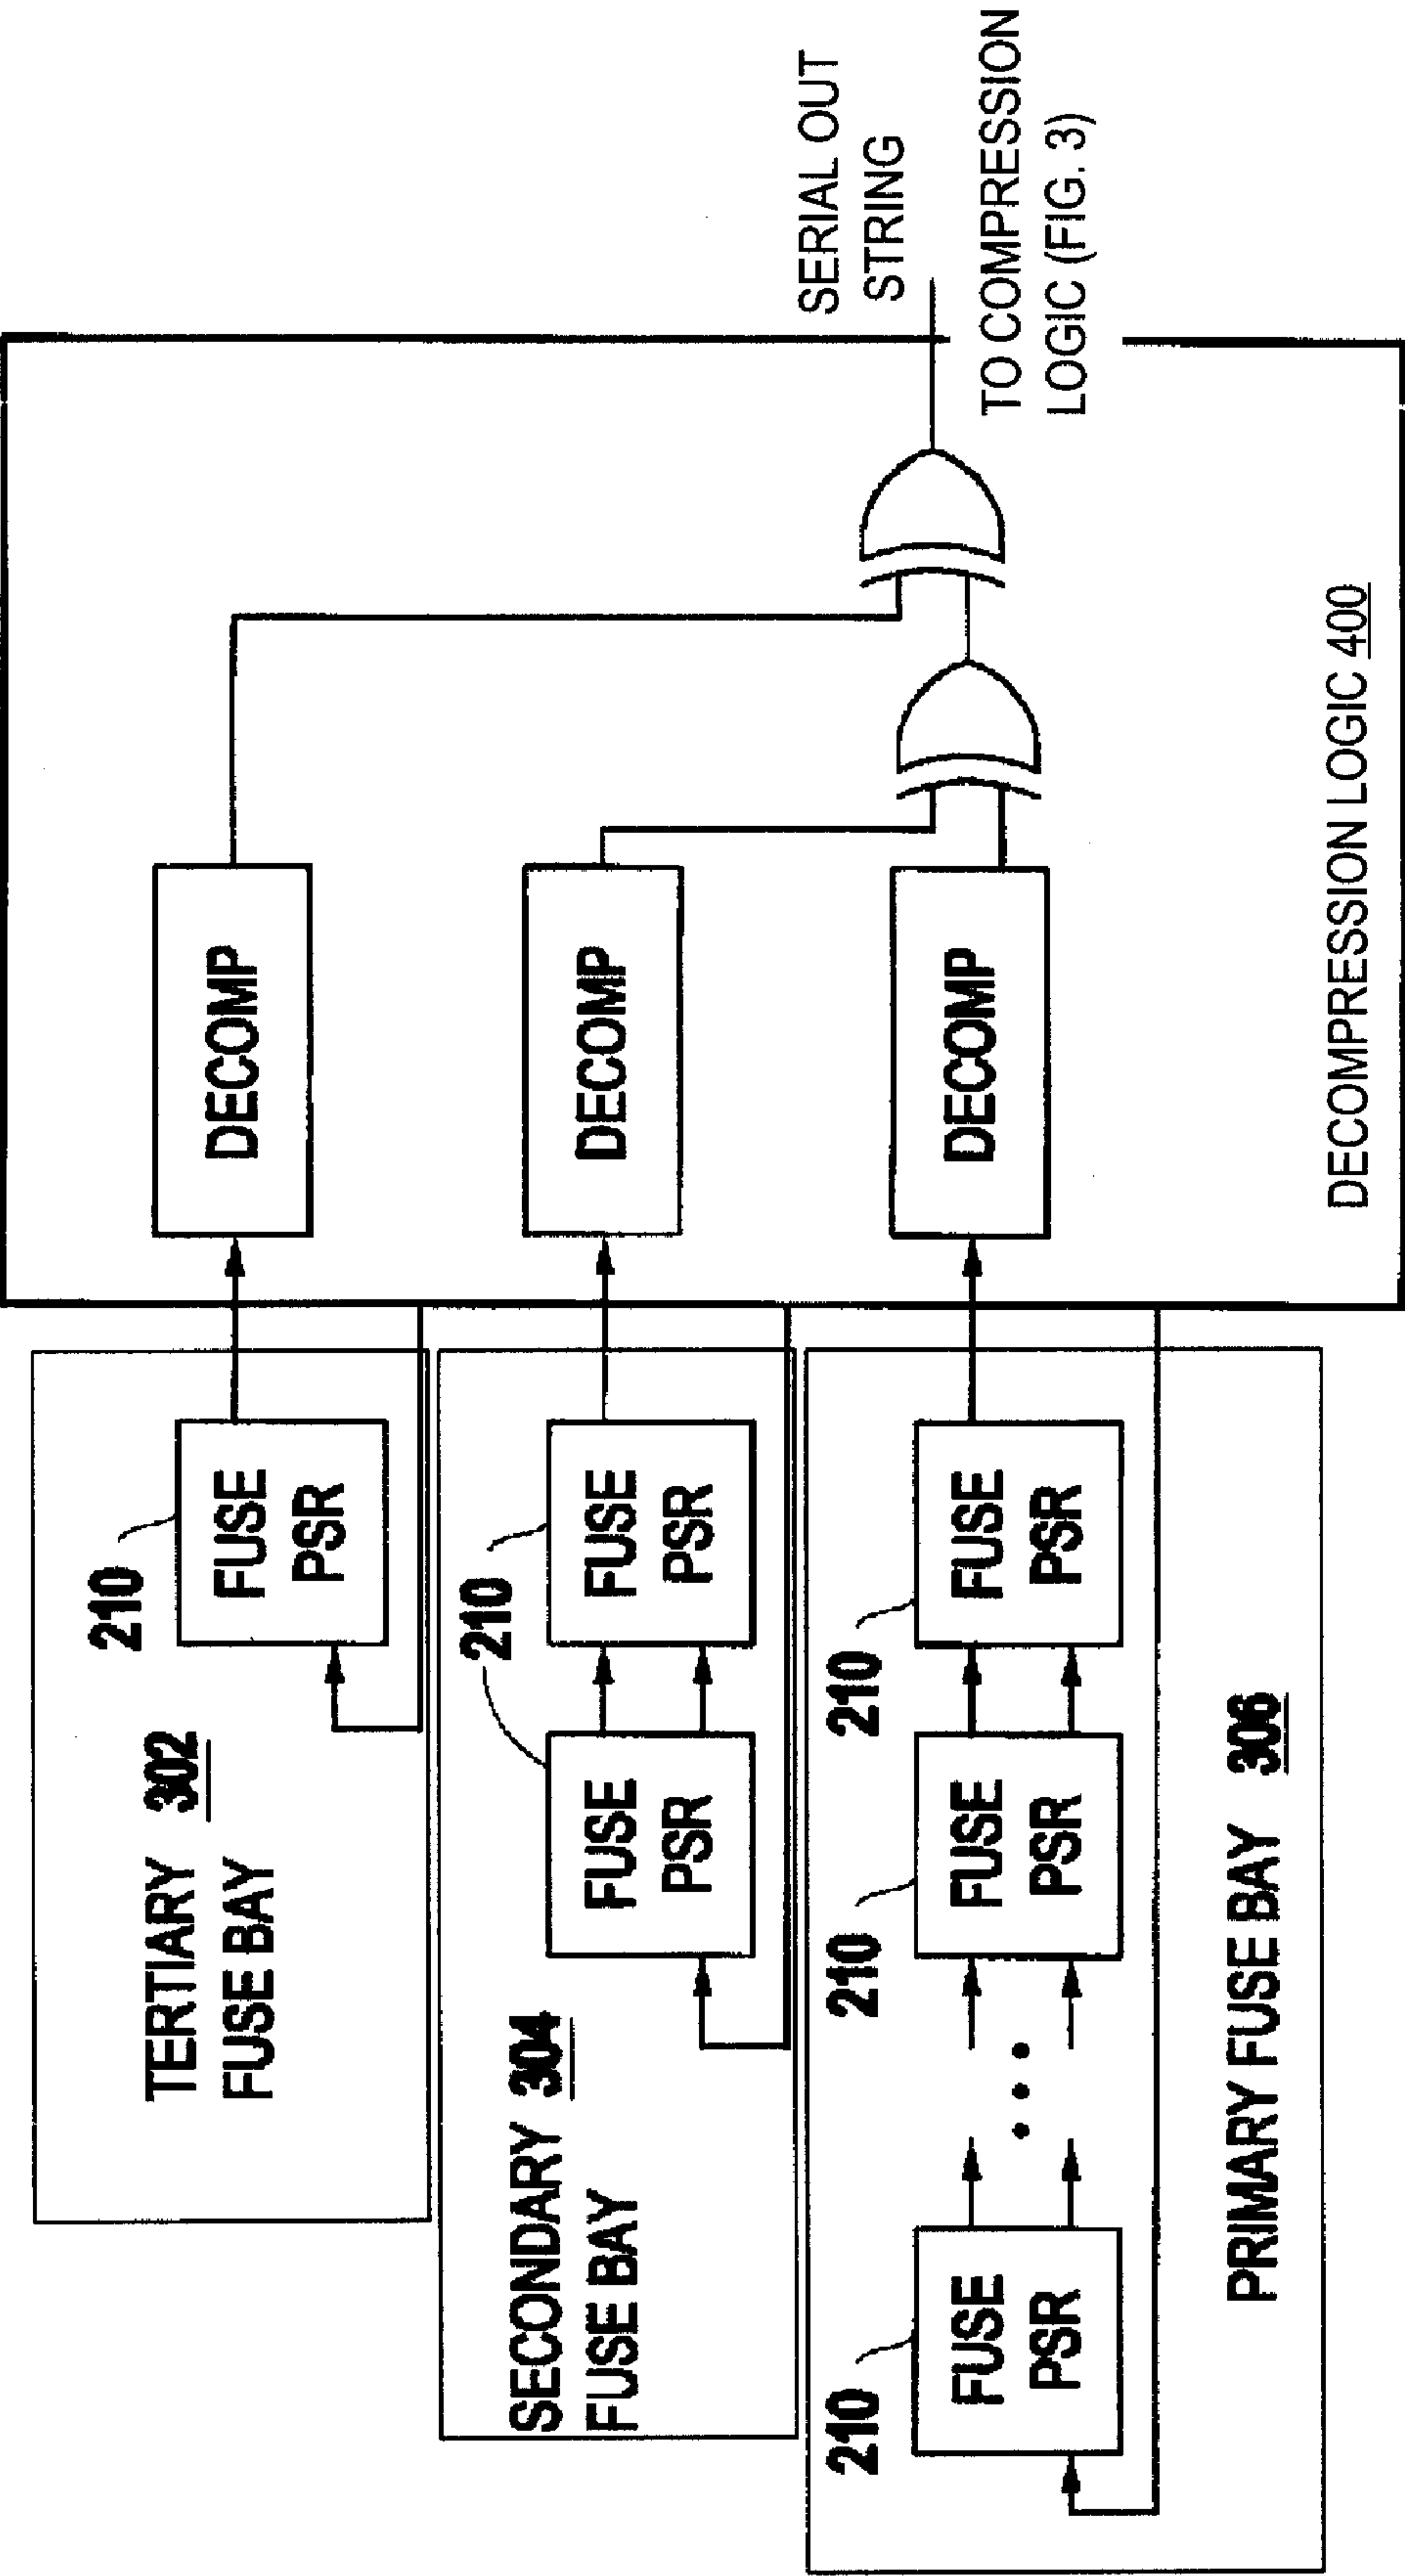 TERTIARY 302
FUSE BAY
210
FUSE
PSR
DECOMP
SECONDARY 304
FUSE BAY
210
FUSE
PSR
FUSE
PSR
DECOMP
210
FUSE
PSR
210
FUSE
PSR
210
FUSE
PSR
DECOMP
PRIMARY FUSE BAY 306
DECOMPRESSION LOGIC 400
SERIAL OUT
STRING
TO COMPRESSION
LOGIC (FIG. 3)